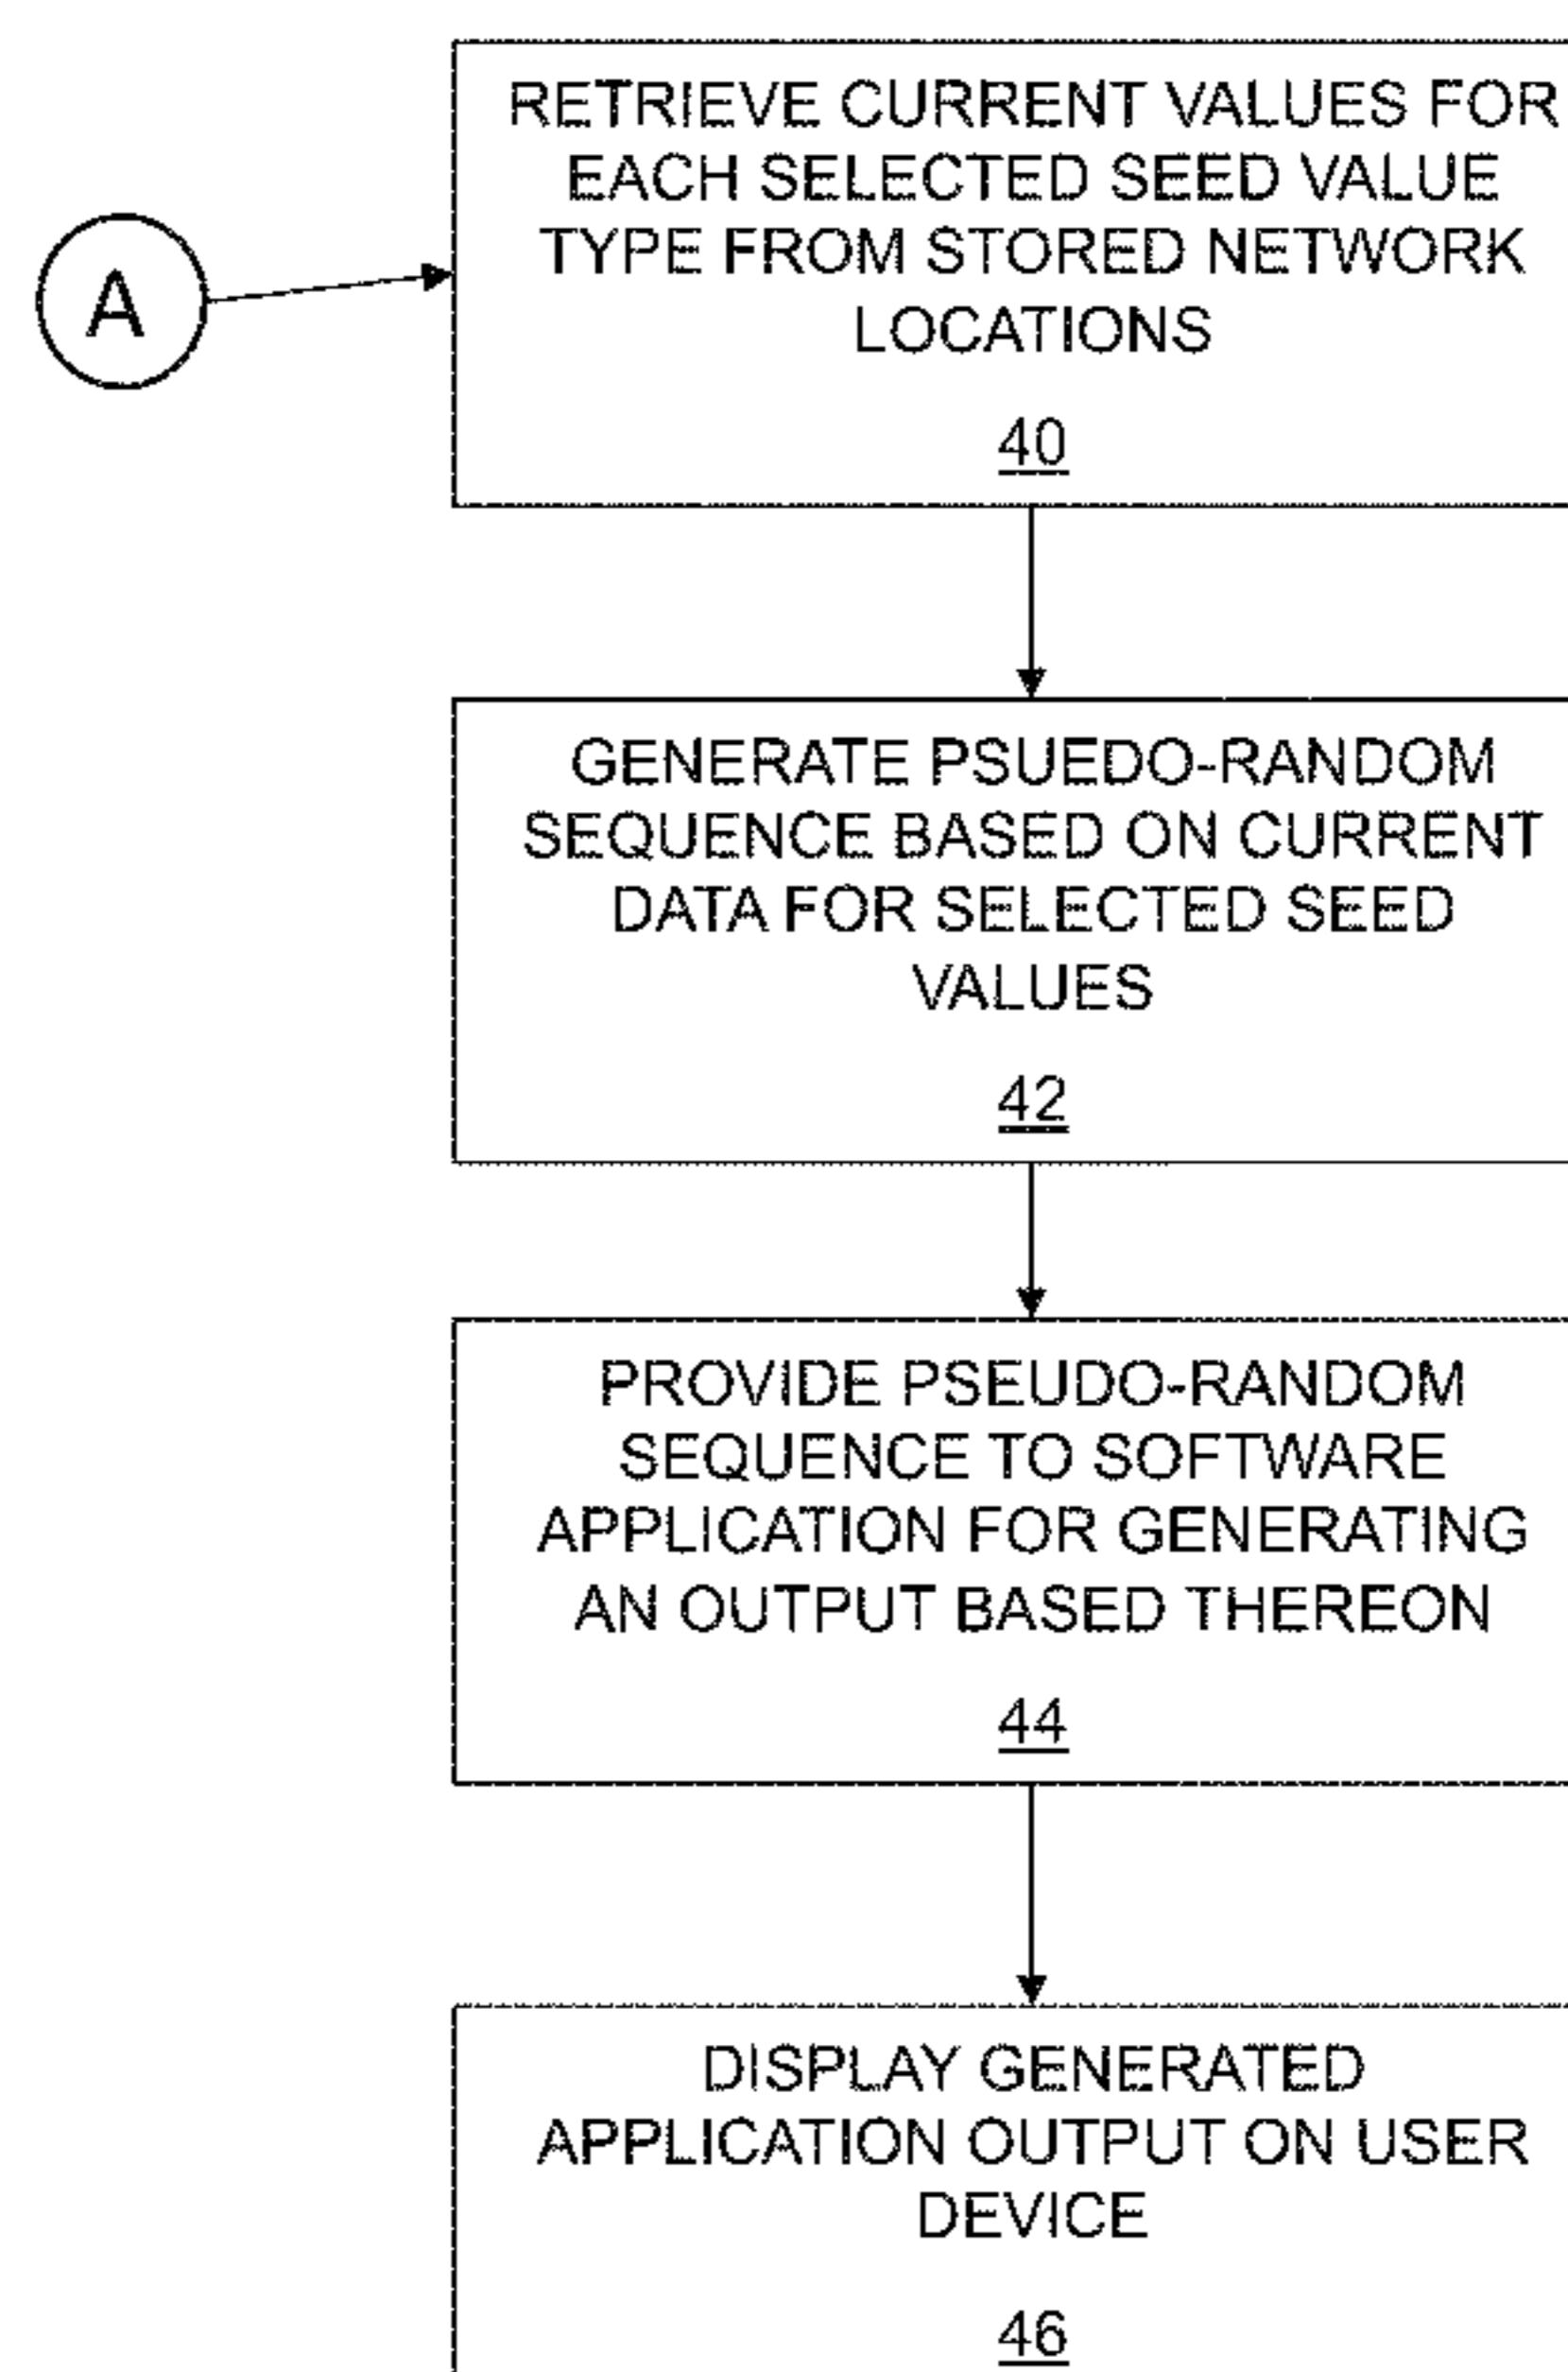 A
RETRIEVE CURRENT VALUES FOR
EACH SELECTED SEED VALUE
TYPE FROM STORED NETWORK
LOCATIONS
40
GENERATE PSUEDO-RANDOM
SEQUENCE BASED ON CURRENT
DATA FOR SELECTED SEED
VALUES
42
PROVIDE PSEUDO-RANDOM
SEQUENCE TO SOFTWARE
APPLICATION FOR GENERATING
AN OUTPUT BASED THEREON
44
DISPLAY GENERATED
APPLICATION OUTPUT ON USER
DEVICE
46